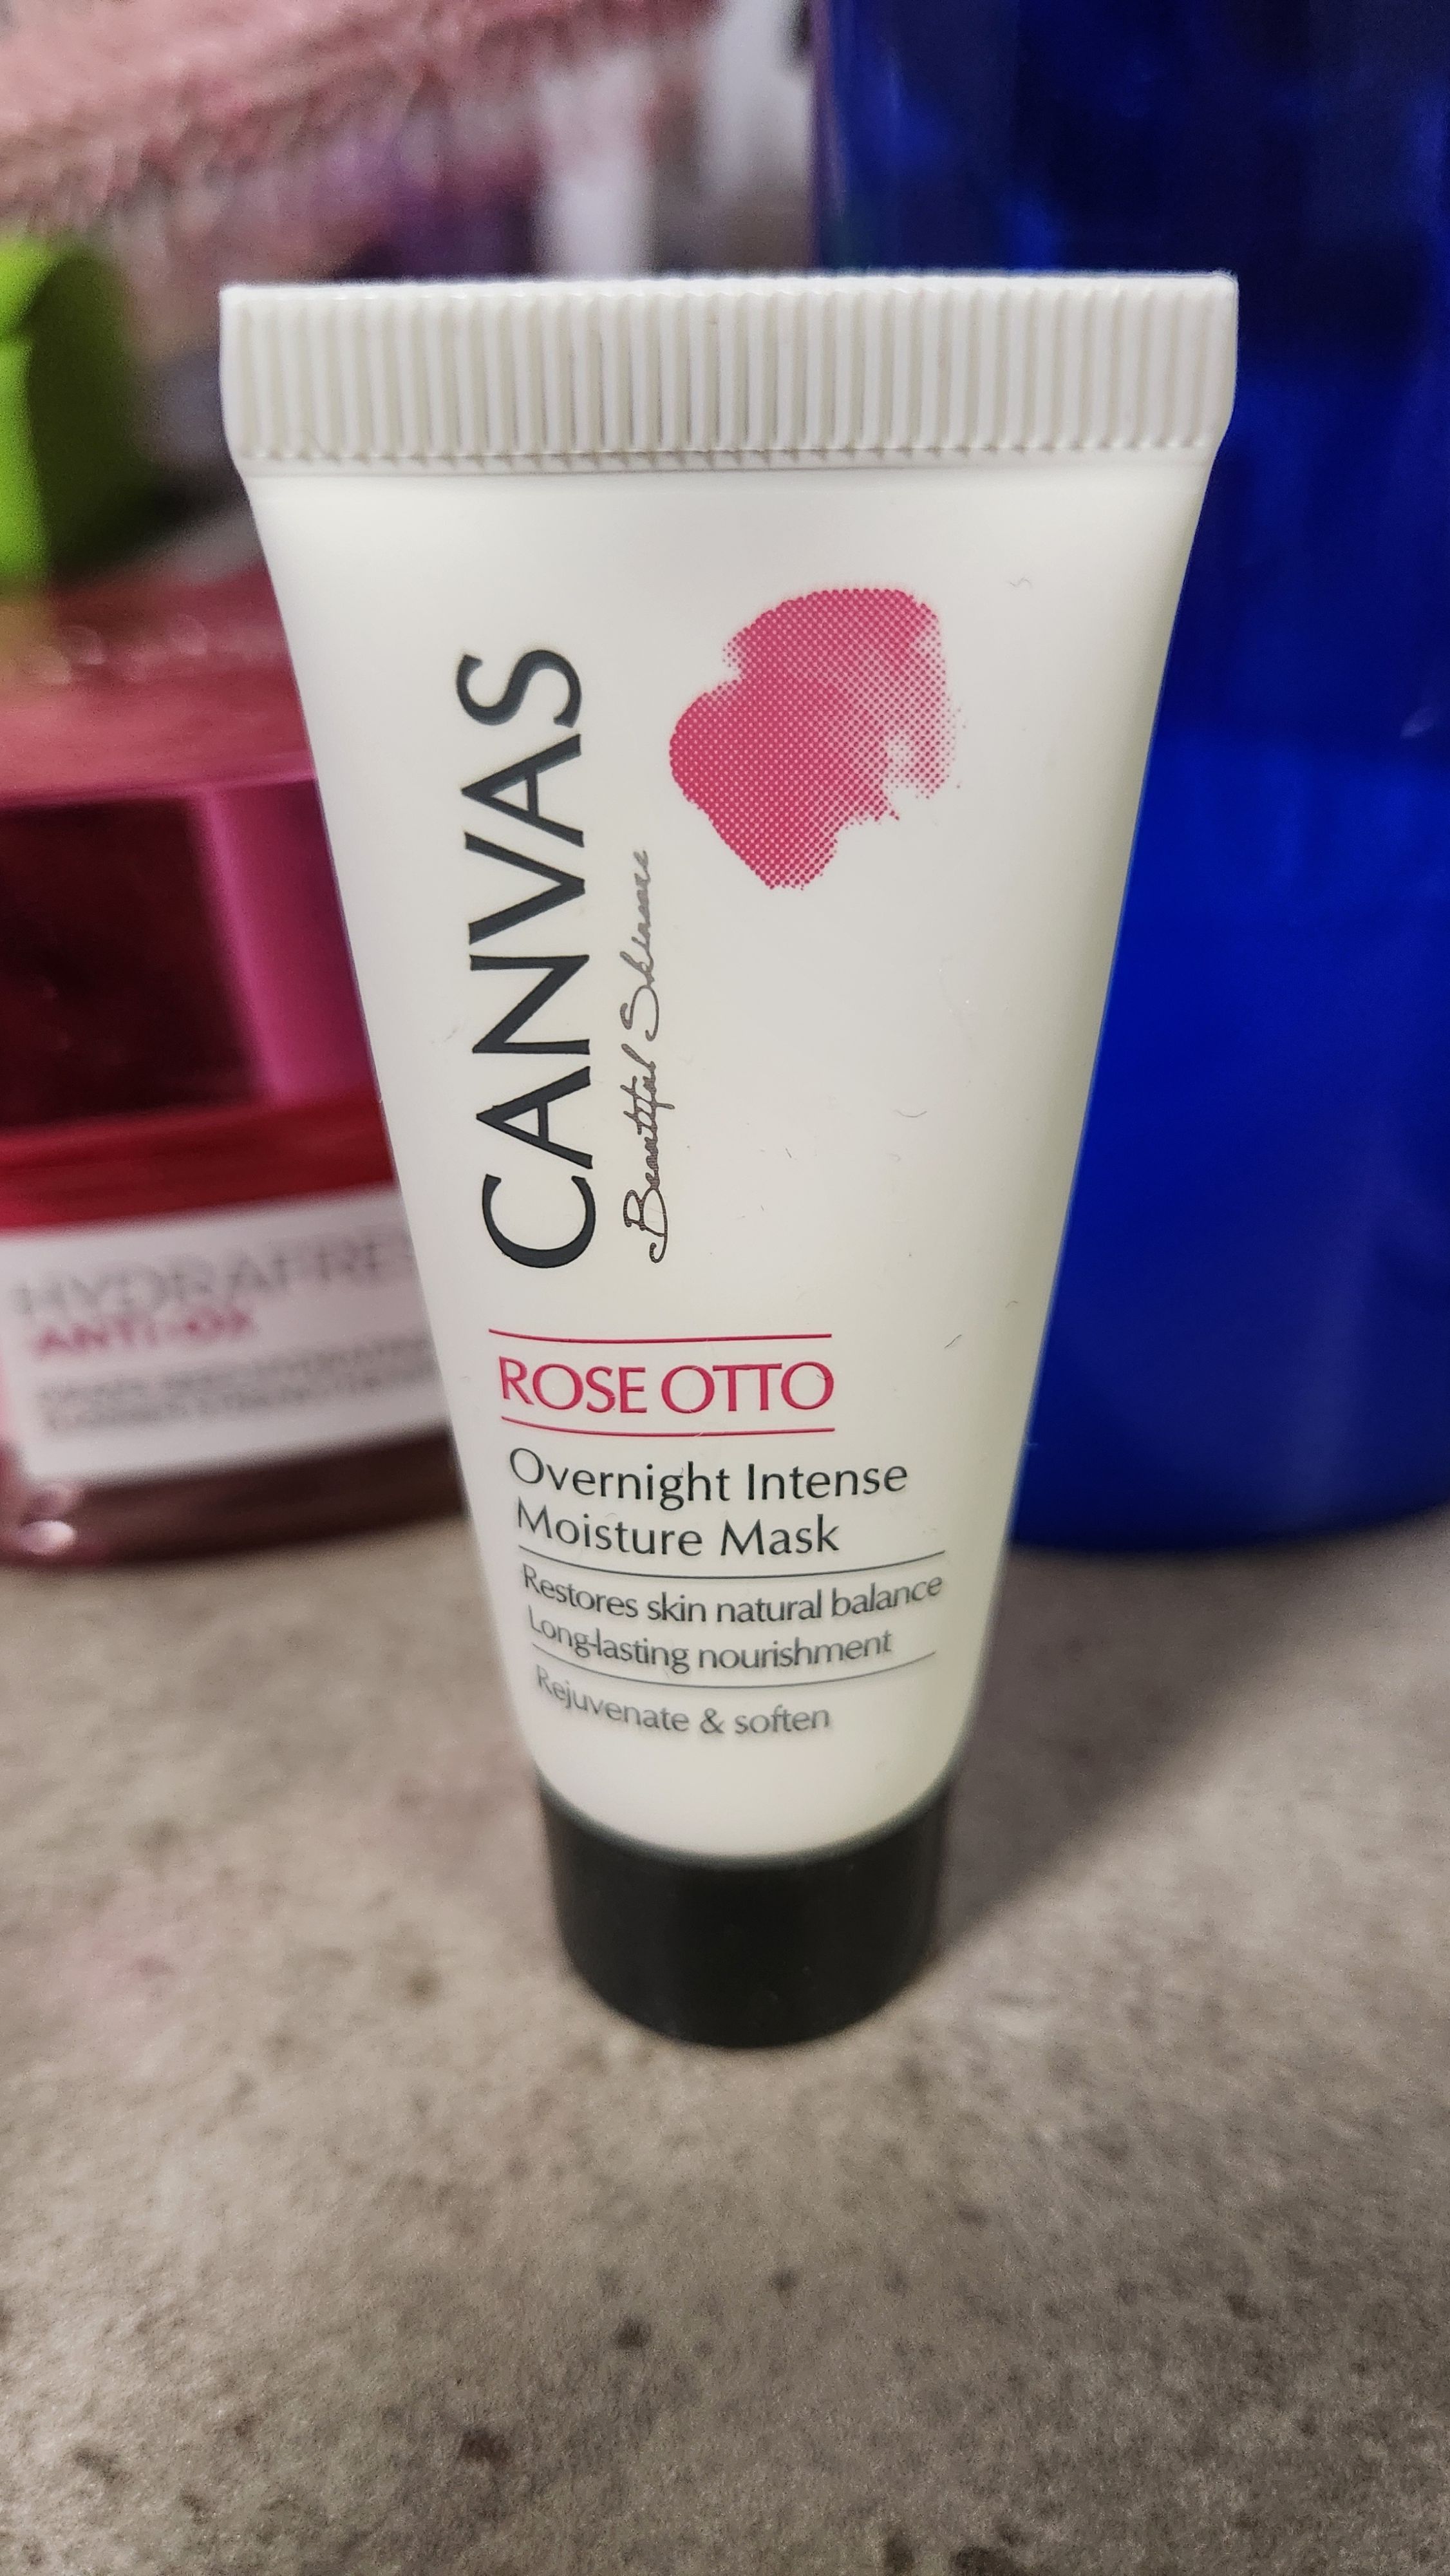 CANVAS
Beautiful Skincare
ROSE OTTO
Overnight Intense
Moisture Mask
Restores skin natural balance
Long-lasting nourishment
Rejuvenate & soften
HYDRAFRE
ANTI-OX